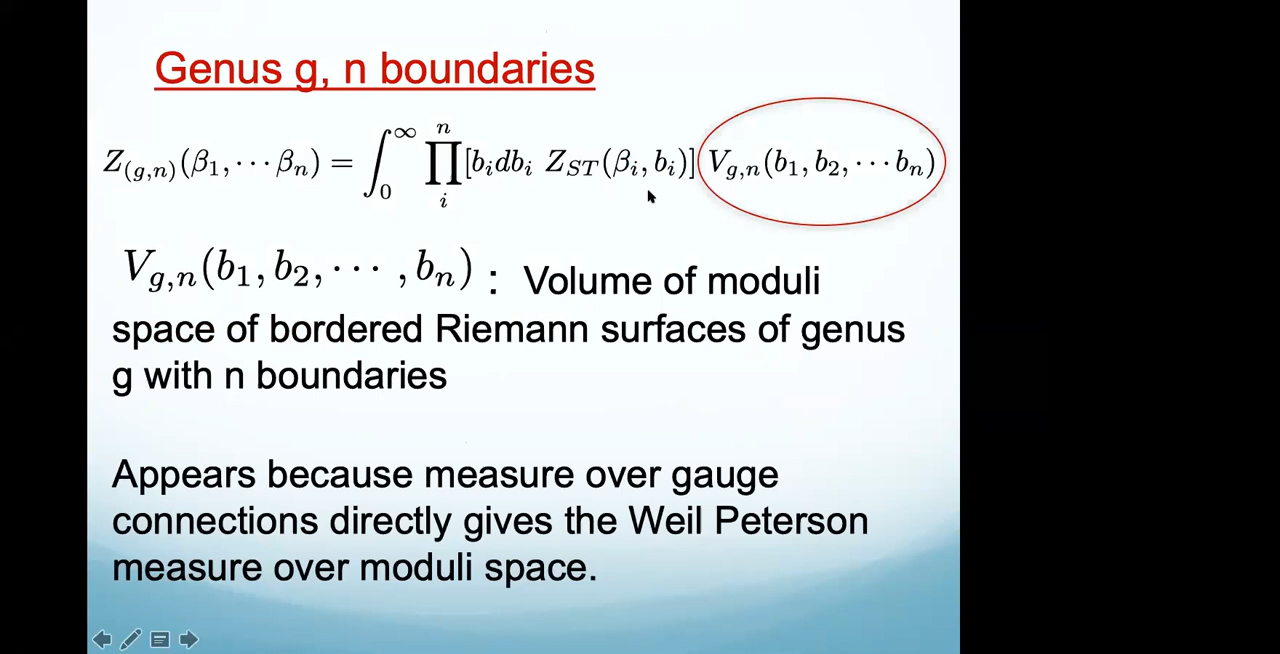 Genus g, n boundaries
Z_{(g,n)}(β_1, ⋯ β_n) = ∫_0^∞ ∏_i^n [b_i db_i Z_{ST}(β_i, b_i)] V_{g,n}(b_1, b_2, ⋯ b_n)
V_{g,n}(b_1, b_2, ⋯ , b_n) : Volume of moduli
space of bordered Riemann surfaces of genus
g with n boundaries
Appears because measure over gauge
connections directly gives the Weil Peterson
measure over moduli space.